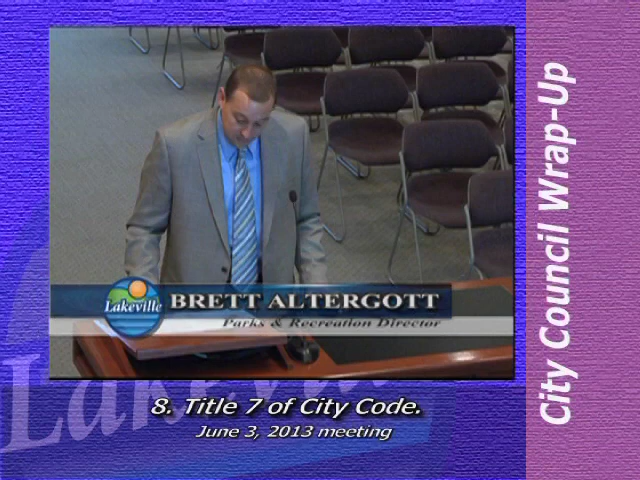 Lakeville
BRETT ALTERGOTT
Parks & Recreation Director
8. Title 7 of City Code.
June 3, 2013 meeting
City Council Wrap-Up
Lakeville